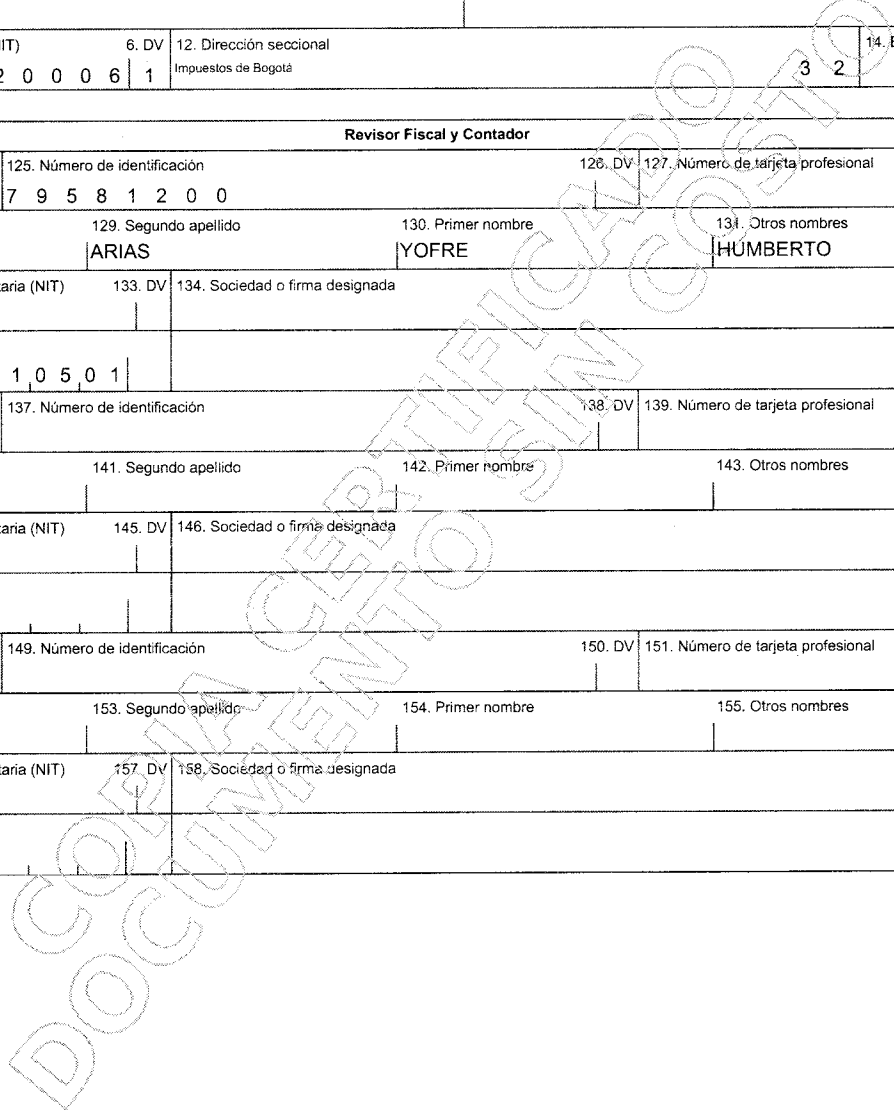 IT) 6. DV 12. Dirección seccional 14. E
2 0 0 0 6 1 Impuestos de Bogotá 3 2
Revisor Fiscal y Contador
125. Número de identificación 126. DV 127. Número de tarjeta profesional
7 9 5 8 1 2 0 0
129. Segundo apellido 130. Primer nombre 131. Otros nombres
ARIAS YOFRE HUMBERTO
taria (NIT) 133. DV 134. Sociedad o firma designada
1 0 5 0 1
137. Número de identificación 138. DV 139. Número de tarjeta profesional
141. Segundo apellido 142. Primer nombre 143. Otros nombres
taria (NIT) 145. DV 146. Sociedad o firma designada
149. Número de identificación 150. DV 151. Número de tarjeta profesional
153. Segundo apellido 154. Primer nombre 155. Otros nombres
taria (NIT) 157. DV 158. Sociedad o firma designada
COPIA CERTIFICADO
DOCUMENTO SIN COSTO